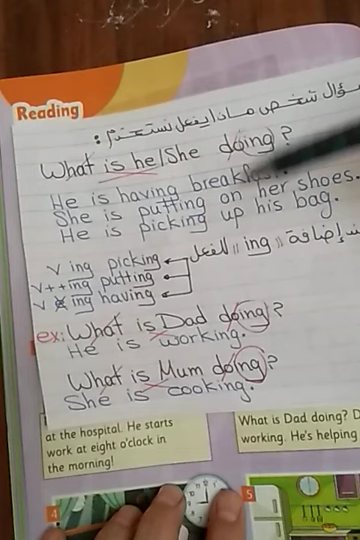 Reading
سؤال شخص ماذا يفعل نستخدم :
What is he/She doing ?
He is having breakfast.
She is putting on her shoes.
He is picking up his bag.
إضافة "ing" للفعل
V ing picking
V++ing putting
V e ing having
ex: What is Dad doing ?
He is working.
What is Mum doing ?
She is cooking.
at the hospital. He starts
work at eight o'clock in
the morning!
What is Dad doing? D
working. He's helping
4
5